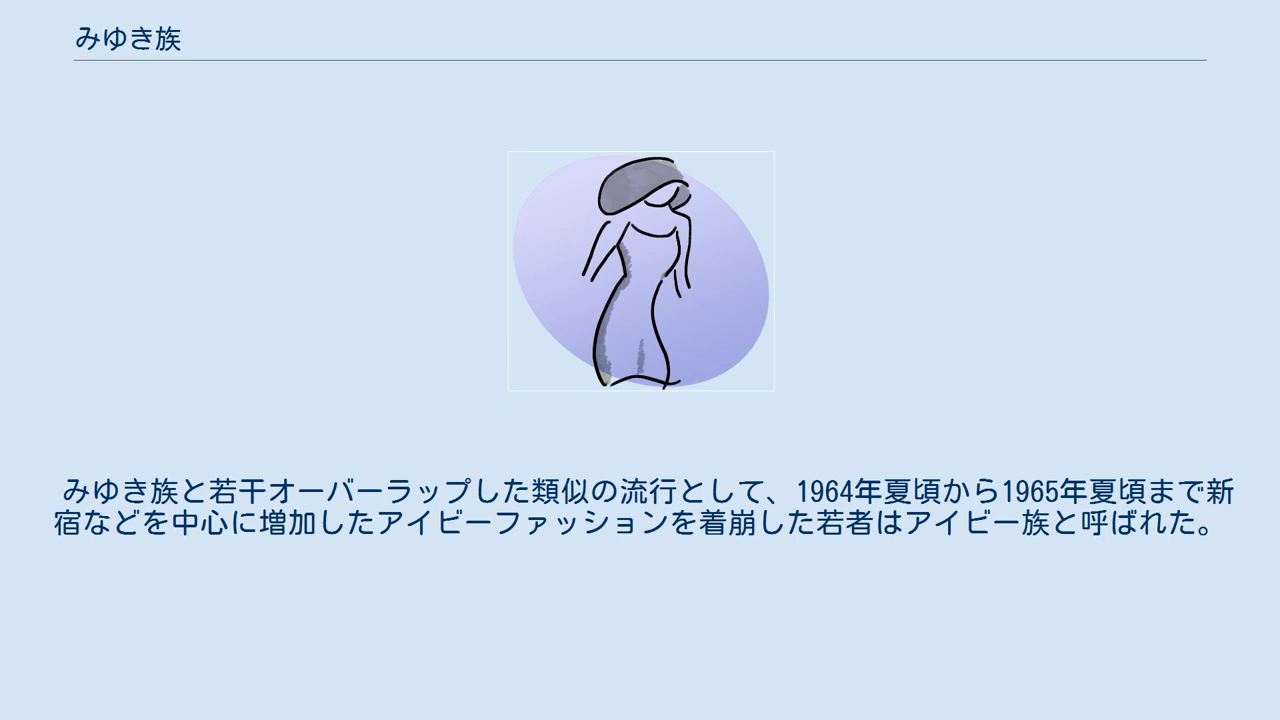 みゆき族
みゆき族と若干オーバーラップした類似の流行として、1964年夏頃から1965年夏頃まで新
宿などを中心に増加したアイビーファッションを着崩した若者はアイビー族と呼ばれた。